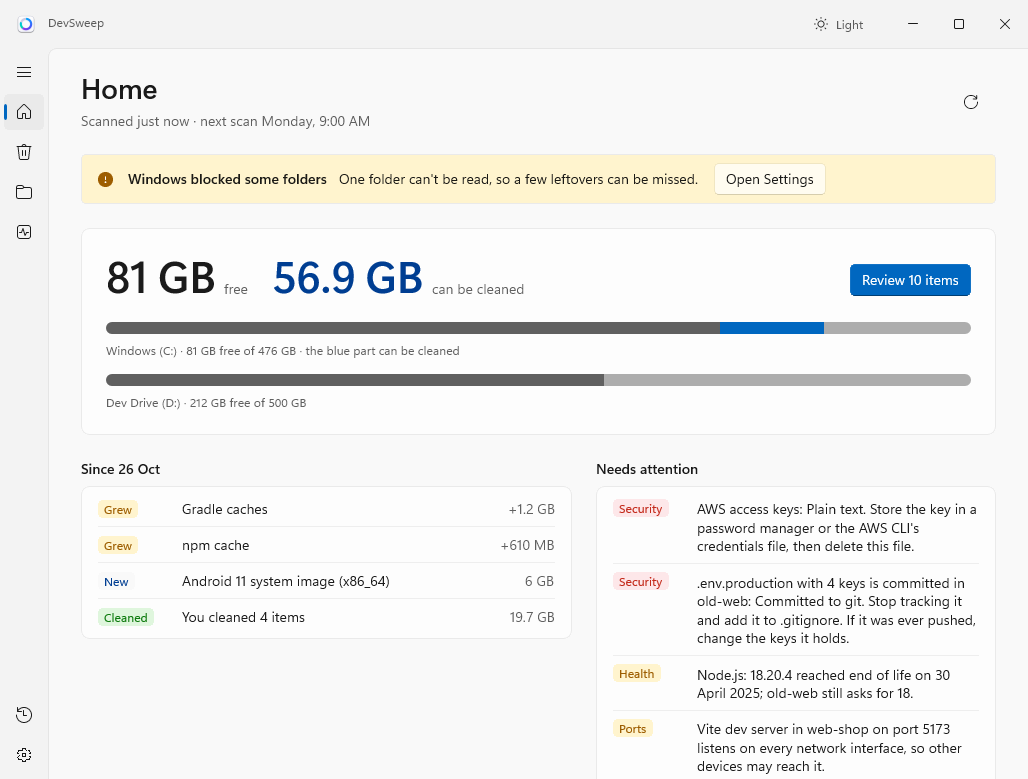 DevSweep
Light
Home
Scanned just now · next scan Monday, 9:00 AM
Windows blocked some folders One folder can't be read, so a few leftovers can be missed. Open Settings
81 GB free 56.9 GB can be cleaned
Review 10 items
Windows (C:) · 81 GB free of 476 GB · the blue part can be cleaned
Dev Drive (D:) · 212 GB free of 500 GB
Since 26 Oct
Grew Gradle caches +1.2 GB
Grew npm cache +610 MB
New Android 11 system image (x86_64) 6 GB
Cleaned You cleaned 4 items 19.7 GB
Needs attention
Security AWS access keys: Plain text. Store the key in a
password manager or the AWS CLI's
credentials file, then delete this file.
Security .env.production with 4 keys is committed in
old-web: Committed to git. Stop tracking it
and add it to .gitignore. If it was ever pushed,
change the keys it holds.
Health Node.js: 18.20.4 reached end of life on 30
April 2025; old-web still asks for 18.
Ports Vite dev server in web-shop on port 5173
listens on every network interface, so other
devices may reach it.